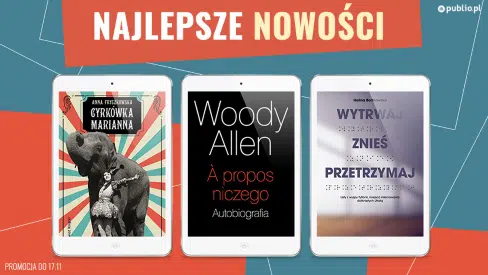 NAJLEPSZE NOWOŚCI
publio.pl
ANNA FRYCZKOWSKA
CYRKÓWKA
MARIANNA
Woody
Allen
À propos
niczego
Autobiografia
WYTRWAJ
ZNIEŚ
PRZETRZYMAJ
PROMOCJA DO 17.11